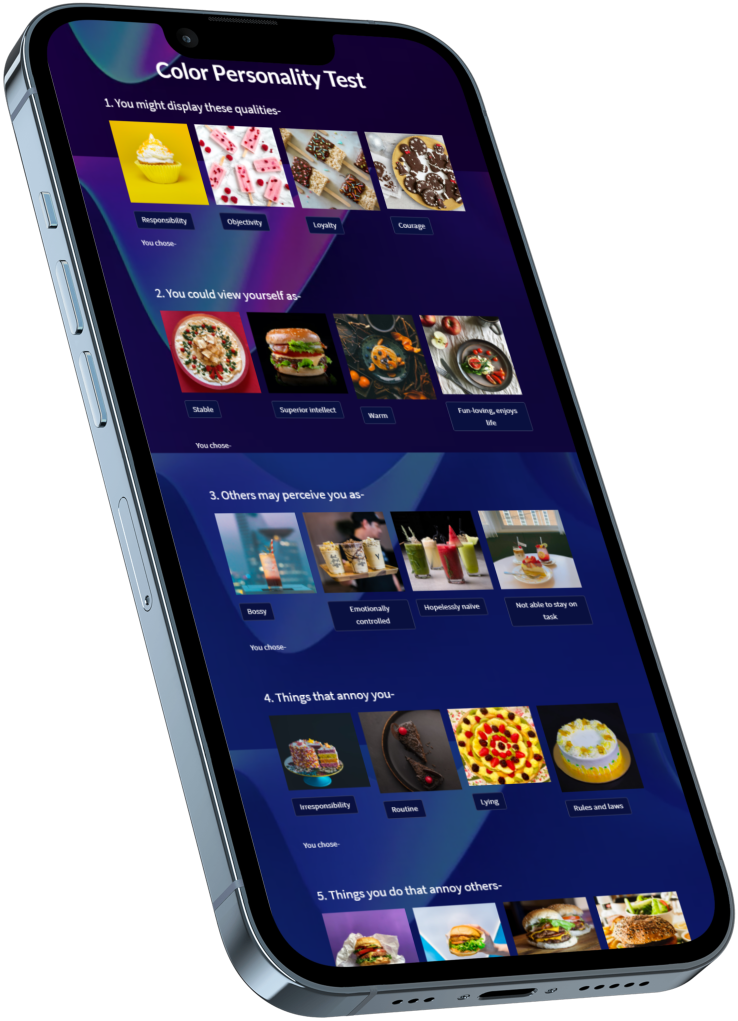 Color Personality Test
1. You might display these qualities-
Responsibility
Objectivity
Loyalty
Courage
You chose-
2. You could view yourself as-
Stable
Superior intellect
Warm
Fun-loving, enjoys
life
You chose-
3. Others may perceive you as-
Bossy
Emotionally
controlled
Hopelessly naïve
Not able to stay on
task
You chose-
4. Things that annoy you-
Irresponsibility
Routine
Lying
Rules and laws
You chose-
5. Things you do that annoy others-